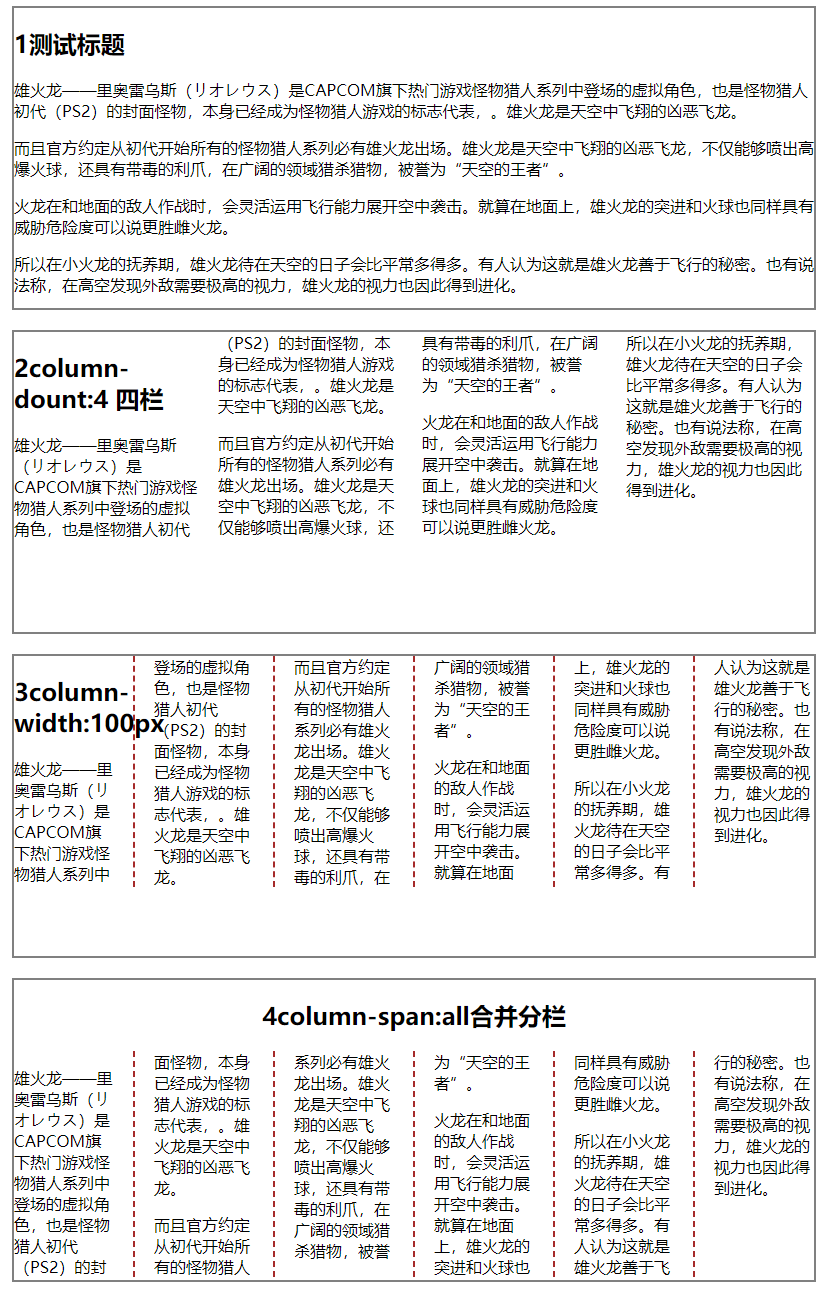 1测试标题
雄火龙——里奥雷乌斯（リオレウス）是CAPCOM旗下热门游戏怪物猎人系列中登场的虚拟角色，也是怪物猎人
初代（PS2）的封面怪物，本身已经成为怪物猎人游戏的标志代表，。雄火龙是天空中飞翔的凶恶飞龙。
而且官方约定从初代开始所有的怪物猎人系列必有雄火龙出场。雄火龙是天空中飞翔的凶恶飞龙，不仅能够喷出高
爆火球，还具有带毒的利爪，在广阔的领域猎杀猎物，被誉为“天空的王者”。
火龙在和地面的敌人作战时，会灵活运用飞行能力展开空中袭击。就算在地面上，雄火龙的突进和火球也同样具有
威胁危险度可以说更胜雌火龙。
所以在小火龙的抚养期，雄火龙待在天空的日子会比平常多得多。有人认为这就是雄火龙善于飞行的秘密。也有说
法称，在高空发现外敌需要极高的视力，雄火龙的视力也因此得到进化。
2column-
dount:4 四栏
雄火龙——里奥雷乌斯
（リオレウス）是
CAPCOM旗下热门游戏怪
物猎人系列中登场的虚拟
角色，也是怪物猎人初代
（PS2）的封面怪物，本
身已经成为怪物猎人游戏
的标志代表，。雄火龙是
天空中飞翔的凶恶飞龙。
而且官方约定从初代开始
所有的怪物猎人系列必有
雄火龙出场。雄火龙是天
空中飞翔的凶恶飞龙，不
仅能够喷出高爆火球，还
具有带毒的利爪，在广阔
的领域猎杀猎物，被誉
为“天空的王者”。
火龙在和地面的敌人作战
时，会灵活运用飞行能力
展开空中袭击。就算在地
面上，雄火龙的突进和火
球也同样具有威胁危险度
可以说更胜雌火龙。
所以在小火龙的抚养期，
雄火龙待在天空的日子会
比平常多得多。有人认为
这就是雄火龙善于飞行的
秘密。也有说法称，在高
空发现外敌需要极高的视
力，雄火龙的视力也因此
得到进化。
3column-
width:100px
雄火龙——里
奥雷乌斯（リ
オレウス）是
CAPCOM旗
下热门游戏怪
物猎人系列中
登场的虚拟角
色，也是怪物
猎人初代
（PS2）的封
面怪物，本身
已经成为怪物
猎人游戏的标
志代表，。雄
火龙是天空中
飞翔的凶恶飞
龙。
而且官方约定
从初代开始所
有的怪物猎人
系列必有雄火
龙出场。雄火
龙是天空中飞
翔的凶恶飞
龙，不仅能够
喷出高爆火
球，还具有带
毒的利爪，在
广阔的领域猎
杀猎物，被誉
为“天空的王
者”。
火龙在和地面
的敌人作战
时，会灵活运
用飞行能力展
开空中袭击。
就算在地面
上，雄火龙的
突进和火球也
同样具有威胁
危险度可以说
更胜雌火龙。
所以在小火龙
的抚养期，雄
火龙待在天空
的日子会比平
常多得多。有
人认为这就是
雄火龙善于飞
行的秘密。也
有说法称，在
高空发现外敌
需要极高的视
力，雄火龙的
视力也因此得
到进化。
4column-span:all合并分栏
雄火龙——里
奥雷乌斯（リ
オレウス）是
CAPCOM旗
下热门游戏怪
物猎人系列中
登场的虚拟角
色，也是怪物
猎人初代
（PS2）的封
面怪物，本身
已经成为怪物
猎人游戏的标
志代表，。雄
火龙是天空中
飞翔的凶恶飞
龙。
而且官方约定
从初代开始所
有的怪物猎人
系列必有雄火
龙出场。雄火
龙是天空中飞
翔的凶恶飞
龙，不仅能够
喷出高爆火
球，还具有带
毒的利爪，在
广阔的领域猎
杀猎物，被誉
为“天空的王
者”。
火龙在和地面
的敌人作战
时，会灵活运
用飞行能力展
开空中袭击。
就算在地面
上，雄火龙的
突进和火球也
同样具有威胁
危险度可以说
更胜雌火龙。
所以在小火龙
的抚养期，雄
火龙待在天空
的日子会比平
常多得多。有
人认为这就是
雄火龙善于飞
行的秘密。也
有说法称，在
高空发现外敌
需要极高的视
力，雄火龙的
视力也因此得
到进化。